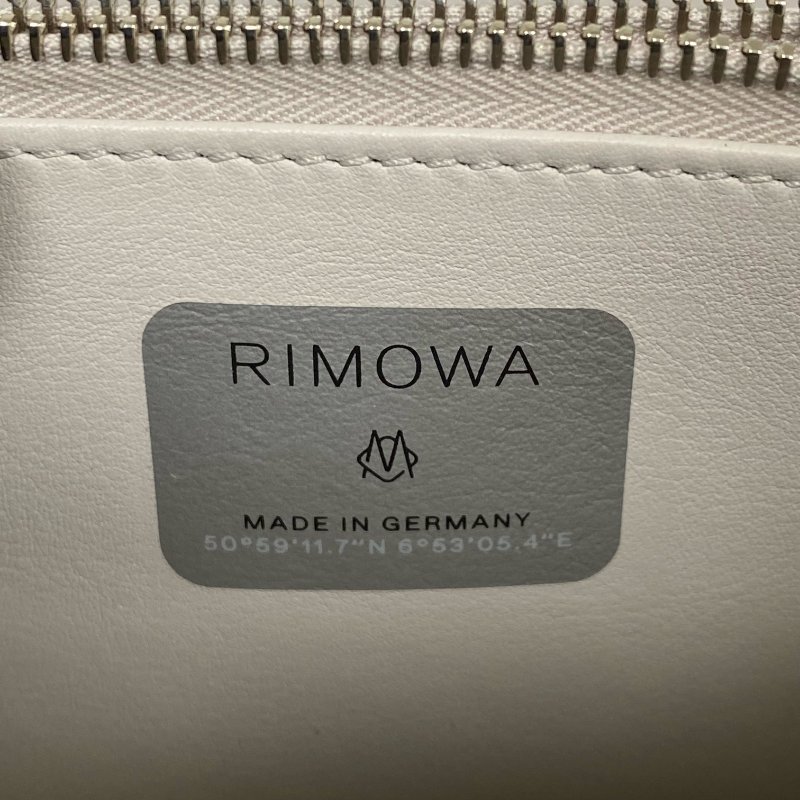 RIMOWA
MADE IN GERMANY
50°59'11.7"N 6°53'05.4"E